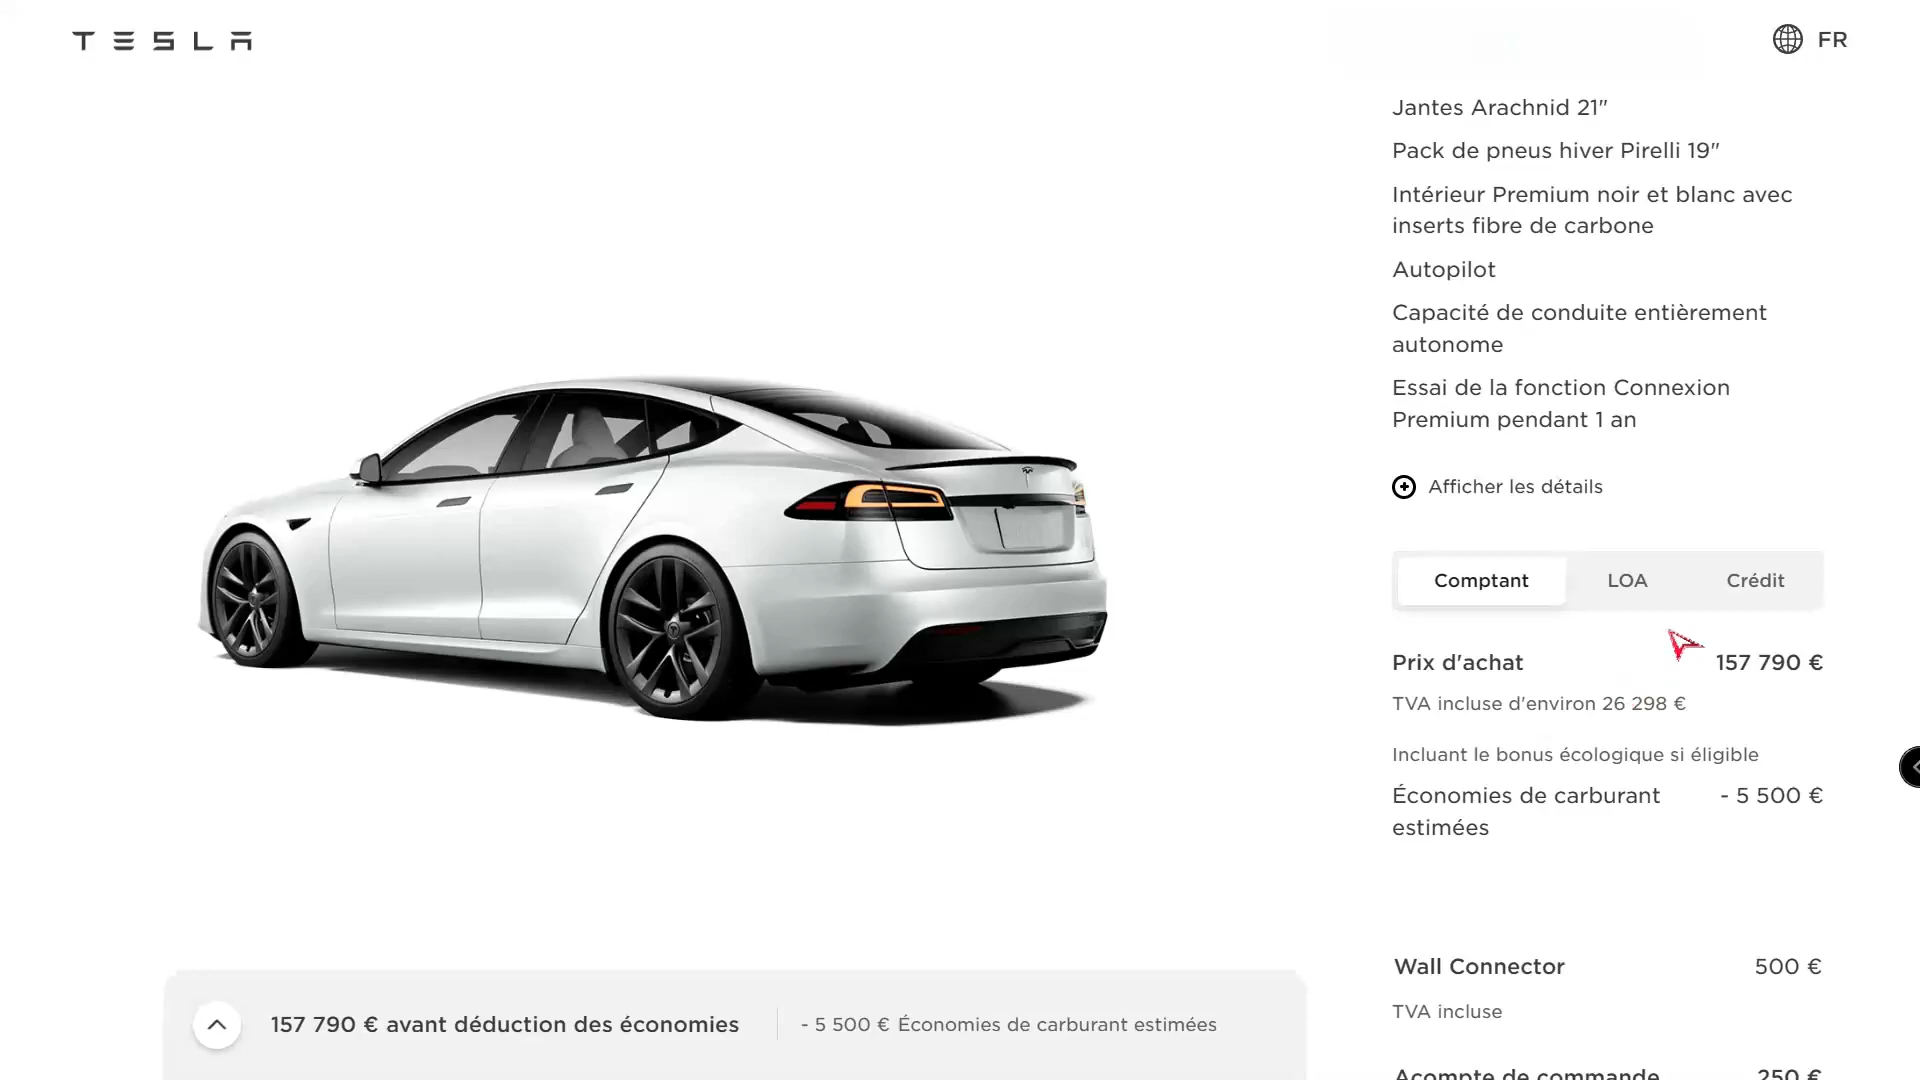 TESLA
FR
Jantes Arachnid 21"
Pack de pneus hiver Pirelli 19"
Intérieur Premium noir et blanc avec
inserts fibre de carbone
Autopilot
Capacité de conduite entièrement
autonome
Essai de la fonction Connexion
Premium pendant 1 an
Afficher les détails
Comptant LOA Crédit
Prix d'achat 157 790 €
TVA incluse d'environ 26 298 €
Incluant le bonus écologique si éligible
Économies de carburant - 5 500 €
estimées
Wall Connector 500 €
TVA incluse
Acompte de commande 250 €
157 790 € avant déduction des économies
- 5 500 € Économies de carburant estimées